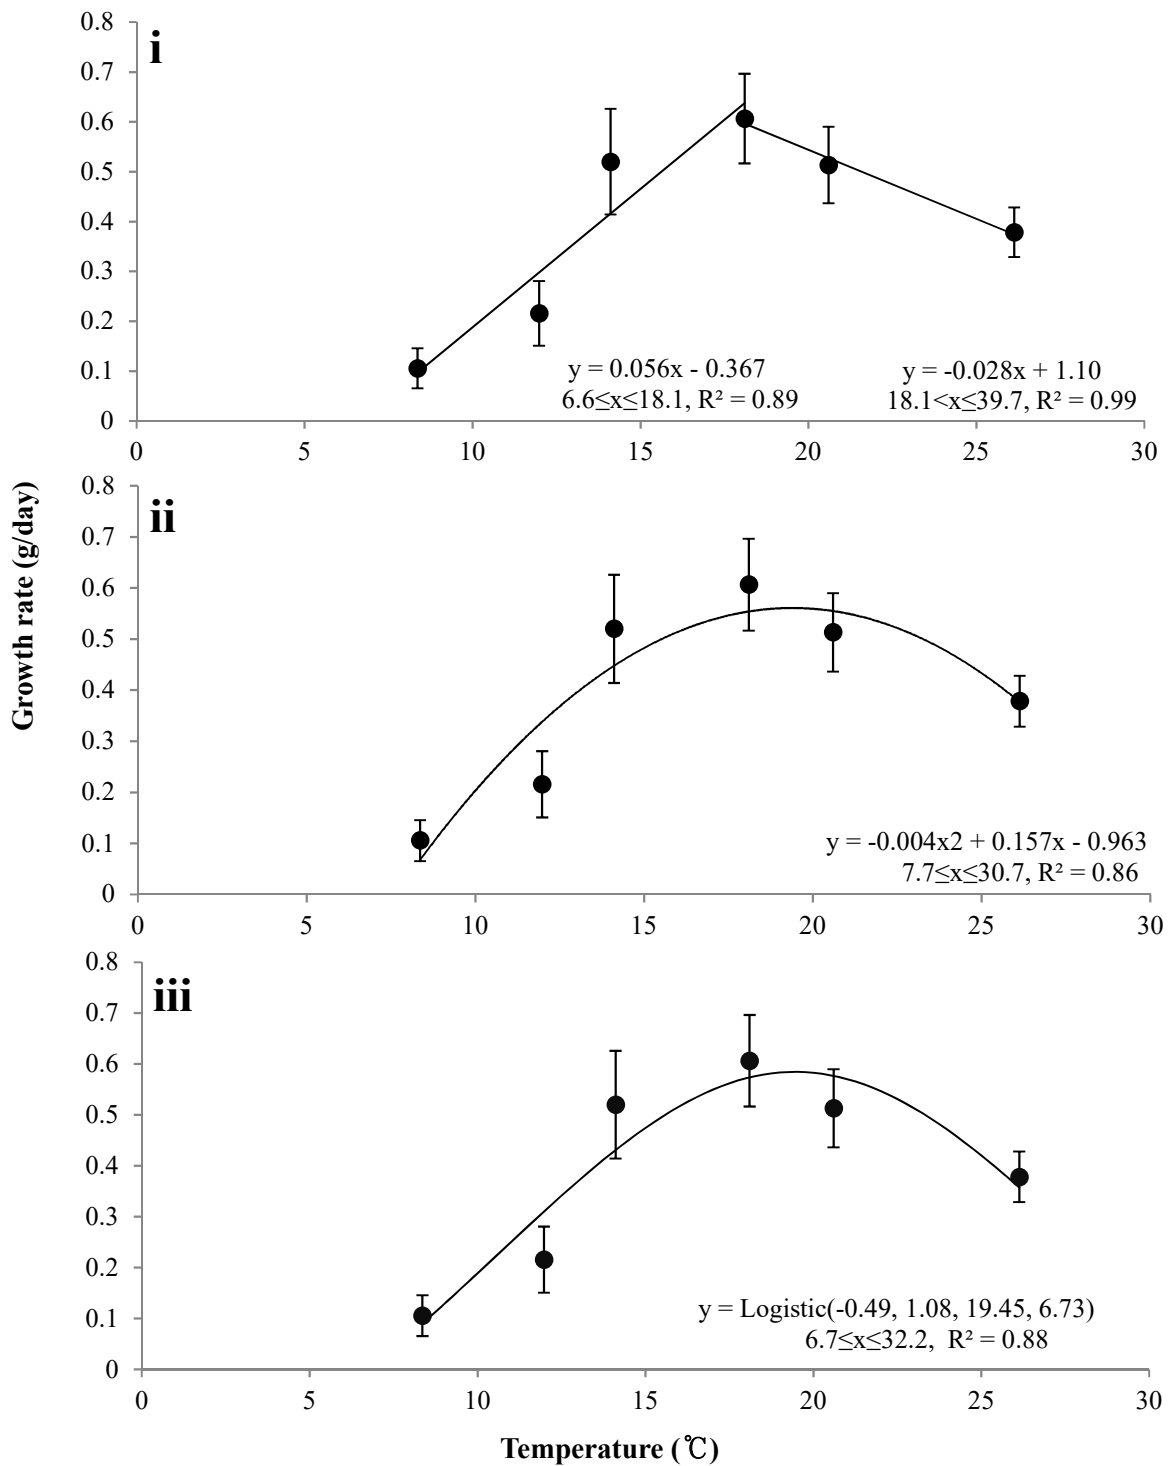 0.8
i
0.7
0.6
0.5
0.4
0.3
0.2
0.1
0
y = 0.056x - 0.367
6.6≤x≤18.1, R² = 0.89
y = -0.028x + 1.10
18.1<x≤39.7, R² = 0.99
0 5 10 15 20 25 30
Growth rate (g/day)
0.8
ii
0.7
0.6
0.5
0.4
0.3
0.2
0.1
0
y = -0.004x2 + 0.157x - 0.963
7.7≤x≤30.7, R² = 0.86
0 5 10 15 20 25 30
0.8
iii
0.7
0.6
0.5
0.4
0.3
0.2
0.1
0
y = Logistic(-0.49, 1.08, 19.45, 6.73)
6.7≤x≤32.2, R² = 0.88
0 5 10 15 20 25 30
Temperature (℃)